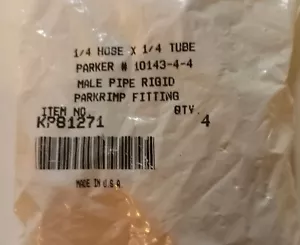 1/4 HOSE X 1/4 TUBE
PARKER # 10143-4-4
MALE PIPE RIGID
PARKRIMP FITTING
ITEM NO. QTY.
KP81271 4
MADE IN U.S.A